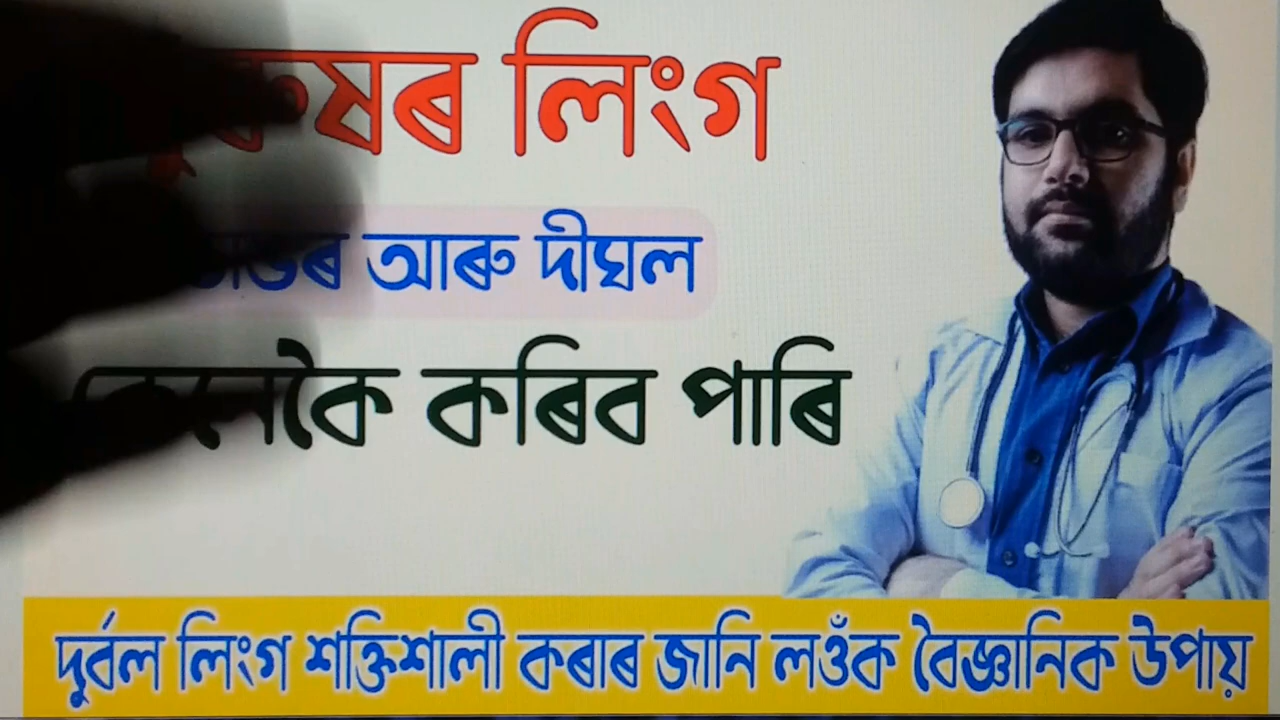 লিংগ
আৰু দীঘল
কৰিব পাৰি
দুৰ্বল লিংগ শক্তিশালী কৰাৰ জানি লওঁক বৈজ্ঞানিক উপায়